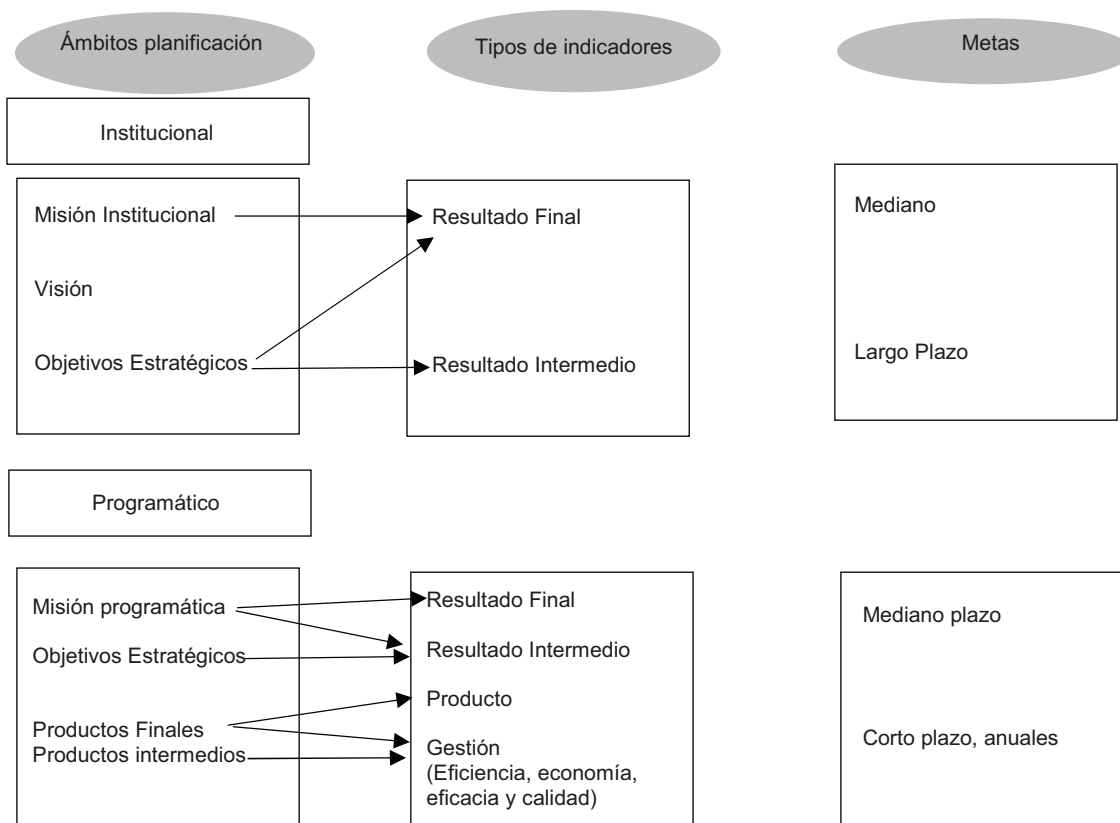 Ámbitos planificación
Tipos de indicadores
Metas
Institucional
Misión Institucional
Visión
Objetivos Estratégicos
Resultado Final
Resultado Intermedio
Mediano
Largo Plazo
Programático
Misión programática
Objetivos Estratégicos
Productos Finales
Productos intermedios
Resultado Final
Resultado Intermedio
Producto
Gestión
(Eficiencia, economía,
eficacia y calidad)
Mediano plazo
Corto plazo, anuales